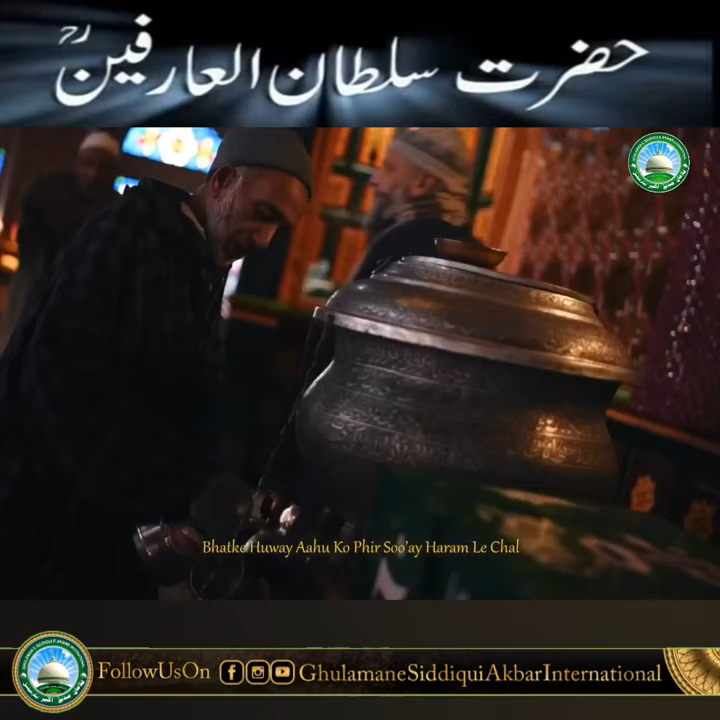 حضرت سلطان العارفینؒ
Bhatke Huway Aahu Ko Phir Soo'ay Haram Le Chal
FollowUsOn GhulamaneSiddiquiAkbarInternational